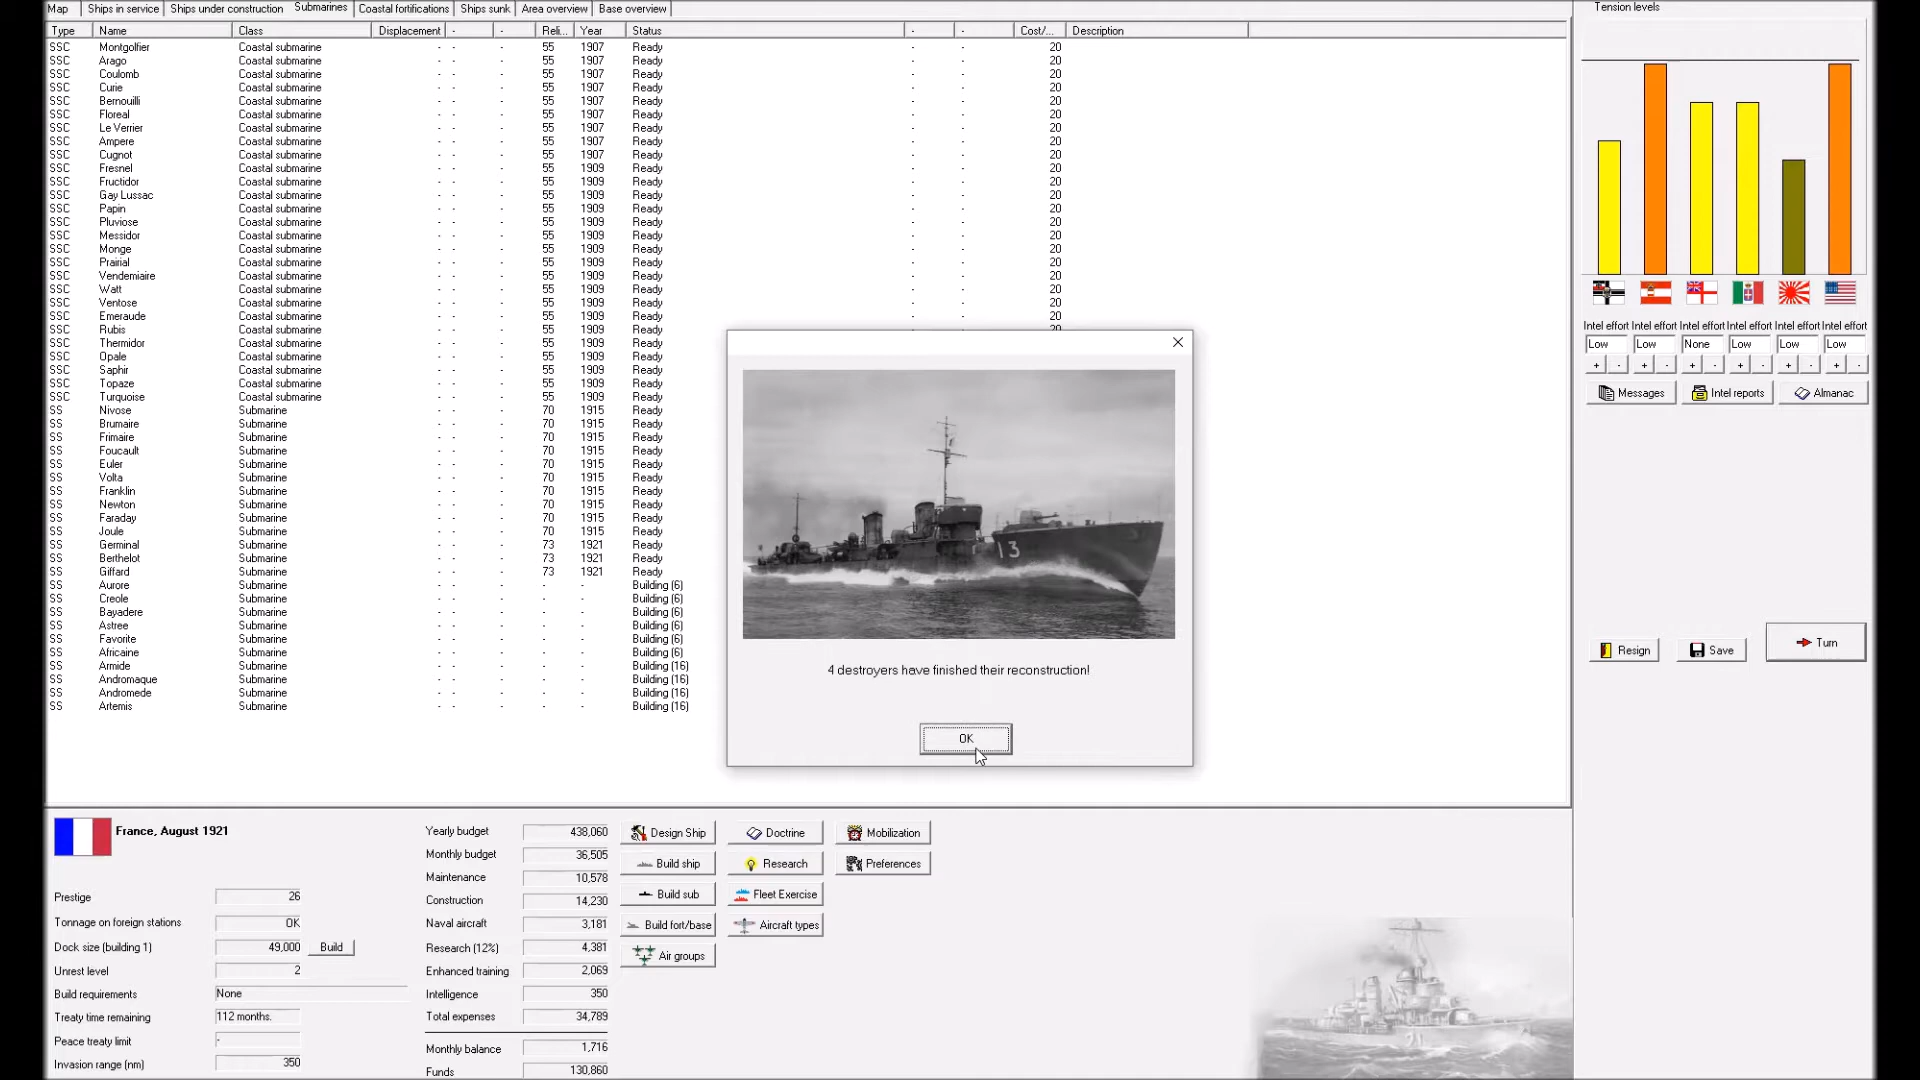 Map Ships in service Ships under construction Submarines Coastal fortifications Ships sunk Area overview Base overview
Tension levels
Type Name Class Displacement - - Reli... Year Status - - Cost/... Description
SSC Montgolfier Coastal submarine - - - 55 1907 Ready - - 20
SSC Arago Coastal submarine - - - 55 1907 Ready - - 20
SSC Coulomb Coastal submarine - - - 55 1907 Ready - - 20
SSC Curie Coastal submarine - - - 55 1907 Ready - - 20
SSC Bernouilli Coastal submarine - - - 55 1907 Ready - - 20
SSC Floreal Coastal submarine - - - 55 1907 Ready - - 20
SSC Le Verrier Coastal submarine - - - 55 1907 Ready - - 20
SSC Ampere Coastal submarine - - - 55 1907 Ready - - 20
SSC Cugnot Coastal submarine - - - 55 1907 Ready - - 20
SSC Fresnel Coastal submarine - - - 55 1909 Ready - - 20
SSC Fructidor Coastal submarine - - - 55 1909 Ready - - 20
SSC Gay Lussac Coastal submarine - - - 55 1909 Ready - - 20
SSC Papin Coastal submarine - - - 55 1909 Ready - - 20
SSC Pluviose Coastal submarine - - - 55 1909 Ready - - 20
SSC Messidor Coastal submarine - - - 55 1909 Ready - - 20
SSC Monge Coastal submarine - - - 55 1909 Ready - - 20
SSC Prairial Coastal submarine - - - 55 1909 Ready - - 20
SSC Vendemiaire Coastal submarine - - - 55 1909 Ready - - 20
SSC Watt Coastal submarine - - - 55 1909 Ready - - 20
SSC Ventose Coastal submarine - - - 55 1909 Ready - - 20
SSC Emeraude Coastal submarine - - - 55 1909 Ready - - 20
SSC Rubis Coastal submarine - - - 55 1909 Ready - - 20
SSC Thermidor Coastal submarine - - - 55 1909 Ready
SSC Opale Coastal submarine - - - 55 1909 Ready
SSC Saphir Coastal submarine - - - 55 1909 Ready
SSC Topaze Coastal submarine - - - 55 1909 Ready
SSC Turquoise Coastal submarine - - - 55 1909 Ready
SS Nivose Submarine - - - 70 1915 Ready
SS Brumaire Submarine - - - 70 1915 Ready
SS Frimaire Submarine - - - 70 1915 Ready
SS Foucault Submarine - - - 70 1915 Ready
SS Euler Submarine - - - 70 1915 Ready
SS Volta Submarine - - - 70 1915 Ready
SS Franklin Submarine - - - 70 1915 Ready
SS Newton Submarine - - - 70 1915 Ready
SS Faraday Submarine - - - 70 1915 Ready
SS Joule Submarine - - - 70 1915 Ready
SS Germinal Submarine - - - 73 1921 Ready
SS Berthelot Submarine - - - 73 1921 Ready
SS Giffard Submarine - - - 73 1921 Ready
SS Aurore Submarine - - - - - Building (6)
SS Creole Submarine - - - - - Building (6)
SS Bayadere Submarine - - - - - Building (6)
SS Astree Submarine - - - - - Building (6)
SS Favorite Submarine - - - - - Building (6)
SS Africaine Submarine - - - - - Building (6)
SS Armide Submarine - - - - - Building (16)
SS Andromaque Submarine - - - - - Building (16)
SS Andromede Submarine - - - - - Building (16)
SS Artemis Submarine - - - - - Building (16)
13
4 destroyers have finished their reconstruction!
OK
Intel effort Intel effort Intel effort Intel effort Intel effort Intel effort
Low Low None Low Low Low
+ - + - + - + - + - + -
Messages Intel reports Almanac
Resign Save Turn
France, August 1921
Prestige 26
Tonnage on foreign stations OK
Dock size (building 1) 49,000 Build
Unrest level 2
Build requirements None
Treaty time remaining 112 months.
Peace treaty limit -
Invasion range (nm) 350
Yearly budget 438,060
Monthly budget 36,505
Maintenance 10,578
Construction 14,230
Naval aircraft 3,181
Research (12%) 4,381
Enhanced training 2,069
Intelligence 350
Total expenses 34,789
Monthly balance 1,716
Funds 130,860
Design Ship Doctrine Mobilization
Build ship Research Preferences
Build sub Fleet Exercise
Build fort/base Aircraft types
Air groups